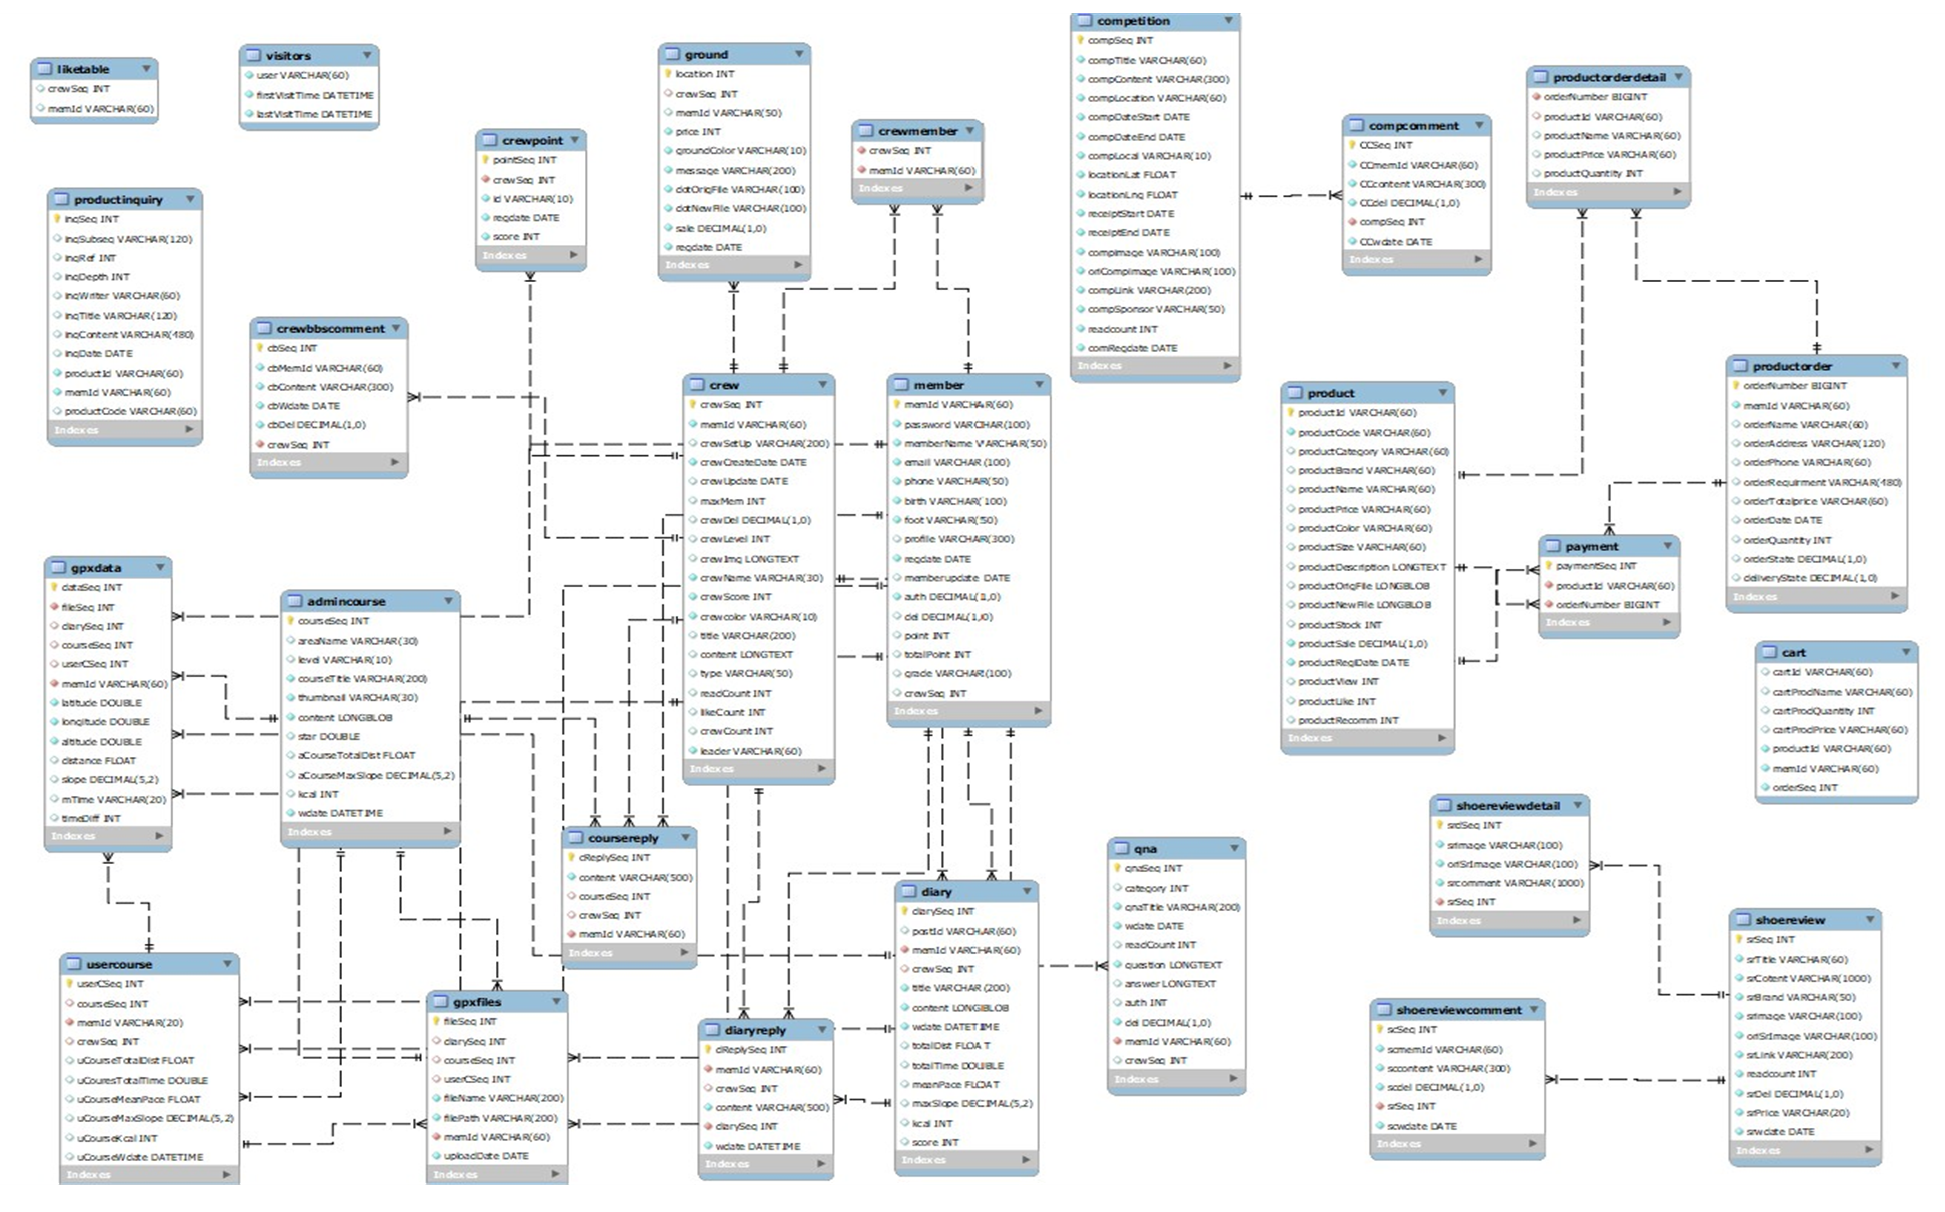 liketable
crewSeq INT
memId VARCHAR(60)
visitors
user VARCHAR(60)
firstVisitTime DATETIME
lastVisitTime DATETIME
productinquiry
inqSeq INT
inqSubseq VARCHAR(120)
inqRef INT
inqDepth INT
inqWriter VARCHAR(60)
inqTitle VARCHAR(120)
inqContent VARCHAR(480)
inqDate DATE
productId VARCHAR(60)
memId VARCHAR(60)
productCode VARCHAR(60)
Indexes
crewpoint
pointSeq INT
crewSeq INT
id VARCHAR(10)
regdate DATE
score INT
Indexes
crewbbscomment
cbSeq INT
cbMemId VARCHAR(60)
cbContent VARCHAR(300)
cbWdate DATE
cbDel DECIMAL(1,0)
crewSeq INT
Indexes
ground
location INT
crewSeq INT
memId VARCHAR(50)
price INT
groundColor VARCHAR(10)
message VARCHAR(200)
dotOrigFile VARCHAR(100)
dotNewFile VARCHAR(100)
sale DECIMAL(1,0)
regdate DATE
Indexes
crewmember
crewSeq INT
memId VARCHAR(60)
Indexes
competition
compSeq INT
compTitle VARCHAR(60)
compContent VARCHAR(300)
compLocation VARCHAR(60)
compDateStart DATE
compDateEnd DATE
compLocal VARCHAR(10)
locationLat FLOAT
locationLng FLOAT
receiptStart DATE
receiptEnd DATE
compImage VARCHAR(100)
oriCompImage VARCHAR(100)
compLink VARCHAR(200)
compSponsor VARCHAR(50)
readcount INT
comRegdate DATE
Indexes
compcomment
CCSeq INT
CCmemId VARCHAR(60)
CCcontent VARCHAR(300)
CCdel DECIMAL(1,0)
compSeq INT
CCwdate DATE
Indexes
productorderdetail
orderNumber BIGINT
productId VARCHAR(60)
productName VARCHAR(60)
productPrice VARCHAR(60)
productQuantity INT
Indexes
crew
crewSeq INT
memId VARCHAR(60)
crewSetUp VARCHAR(200)
crewCreateDate DATE
crewUpdate DATE
maxMem INT
crewDel DECIMAL(1,0)
crewLevel INT
crewImg LONGTEXT
crewName VARCHAR(30)
crewScore INT
crewcolor VARCHAR(10)
title VARCHAR(200)
content LONGTEXT
type VARCHAR(50)
readCount INT
likeCount INT
crewCount INT
leader VARCHAR(60)
Indexes
member
memId VARCHAR(60)
password VARCHAR(100)
memberName VARCHAR(50)
email VARCHAR(100)
phone VARCHAR(50)
birth VARCHAR(100)
foot VARCHAR(50)
profile VARCHAR(300)
regdate DATE
memberupdate DATE
auth DECIMAL(1,0)
del DECIMAL(1,0)
point INT
totalPoint INT
grade VARCHAR(100)
crewSeq INT
Indexes
product
productId VARCHAR(60)
productCode VARCHAR(60)
productCategory VARCHAR(60)
productBrand VARCHAR(60)
productName VARCHAR(60)
productPrice VARCHAR(60)
productColor VARCHAR(60)
productSize VARCHAR(60)
productDescription LONGTEXT
productOrigFile LONGBLOB
productNewFile LONGBLOB
productStock INT
productSale DECIMAL(1,0)
productRegiDate DATE
productView INT
productLike INT
productRecomm INT
Indexes
productorder
orderNumber BIGINT
memId VARCHAR(60)
orderName VARCHAR(60)
orderAddress VARCHAR(120)
orderPhone VARCHAR(60)
orderRequirment VARCHAR(480)
orderTotalprice VARCHAR(60)
orderDate DATE
orderQuantity INT
orderState DECIMAL(1,0)
deliveryState DECIMAL(1,0)
Indexes
payment
paymentSeq INT
productId VARCHAR(60)
orderNumber BIGINT
Indexes
cart
cartId VARCHAR(60)
cartProdName VARCHAR(60)
cartProdQuantity INT
cartProdPrice VARCHAR(60)
productId VARCHAR(60)
memId VARCHAR(60)
orderSeq INT
gpxdata
dataSeq INT
fileSeq INT
diarySeq INT
courseSeq INT
userCSeq INT
memId VARCHAR(60)
latitude DOUBLE
longitude DOUBLE
altitude DOUBLE
distance FLOAT
slope DECIMAL(5,2)
mTime VARCHAR(20)
timeDiff INT
Indexes
admincourse
courseSeq INT
areaName VARCHAR(30)
level VARCHAR(10)
courseTitle VARCHAR(200)
thumbnail VARCHAR(30)
content LONGBLOB
star DOUBLE
aCourseTotalDist FLOAT
aCourseMaxSlope DECIMAL(5,2)
kcal INT
wdate DATETIME
Indexes
coursereply
cReplySeq INT
content VARCHAR(500)
courseSeq INT
crewSeq INT
memId VARCHAR(60)
Indexes
usercourse
userCSeq INT
courseSeq INT
memId VARCHAR(20)
crewSeq INT
uCourseTotalDist FLOAT
uCouresTotalTime DOUBLE
uCourseMeanPace FLOAT
uCourseMaxSlope DECIMAL(5,2)
uCourseKcal INT
uCourseWdate DATETIME
Indexes
gpxfiles
fileSeq INT
diarySeq INT
courseSeq INT
userCSeq INT
fileName VARCHAR(200)
filePath VARCHAR(200)
memId VARCHAR(60)
uploadDate DATE
Indexes
diaryreply
dReplySeq INT
memId VARCHAR(60)
crewSeq INT
content VARCHAR(500)
diarySeq INT
wdate DATETIME
Indexes
diary
diarySeq INT
postId VARCHAR(60)
memId VARCHAR(60)
crewSeq INT
title VARCHAR(200)
content LONGBLOB
wdate DATETIME
totalDist FLOAT
totalTime DOUBLE
meanPace FLOAT
maxSlope DECIMAL(5,2)
kcal INT
score INT
Indexes
qna
qnaSeq INT
category INT
qnaTitle VARCHAR(200)
wdate DATE
readCount INT
question LONGTEXT
answer LONGTEXT
auth INT
del DECIMAL(1,0)
memId VARCHAR(60)
crewSeq INT
Indexes
shoereviewdetail
srdSeq INT
srImage VARCHAR(100)
oriSrImage VARCHAR(100)
srcomment VARCHAR(1000)
srSeq INT
Indexes
shoereviewcomment
scSeq INT
scmemId VARCHAR(60)
sccontent VARCHAR(300)
scdel DECIMAL(1,0)
srSeq INT
scwdate DATE
Indexes
shoereview
srSeq INT
srTitle VARCHAR(60)
srCotent VARCHAR(1000)
srBrand VARCHAR(50)
srImage VARCHAR(100)
oriSrImage VARCHAR(100)
srLink VARCHAR(200)
readcount INT
srDel DECIMAL(1,0)
srPrice VARCHAR(20)
srwdate DATE
Indexes